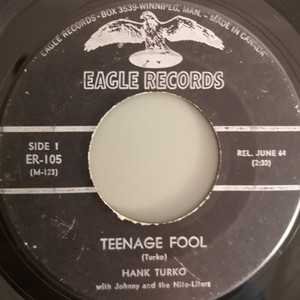 EAGLE RECORDS - BOX 3539-WINNIPEG, MAN. - MADE IN CANADA
EAGLE RECORDS
SIDE 1
ER-105
(M-123)
REL. JUNE 64
(2:30)
TEENAGE FOOL
(Turko)
HANK TURKO
with Johnny and the Nite-Liters